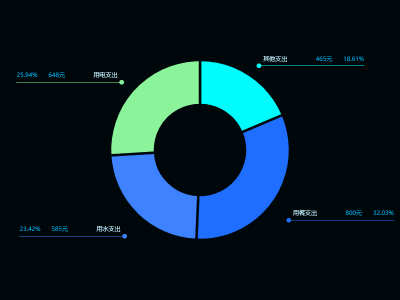 其他支出 465元 18.61%
25.94% 648元 用电支出
用餐支出 800元 32.03%
23.42% 585元 用水支出